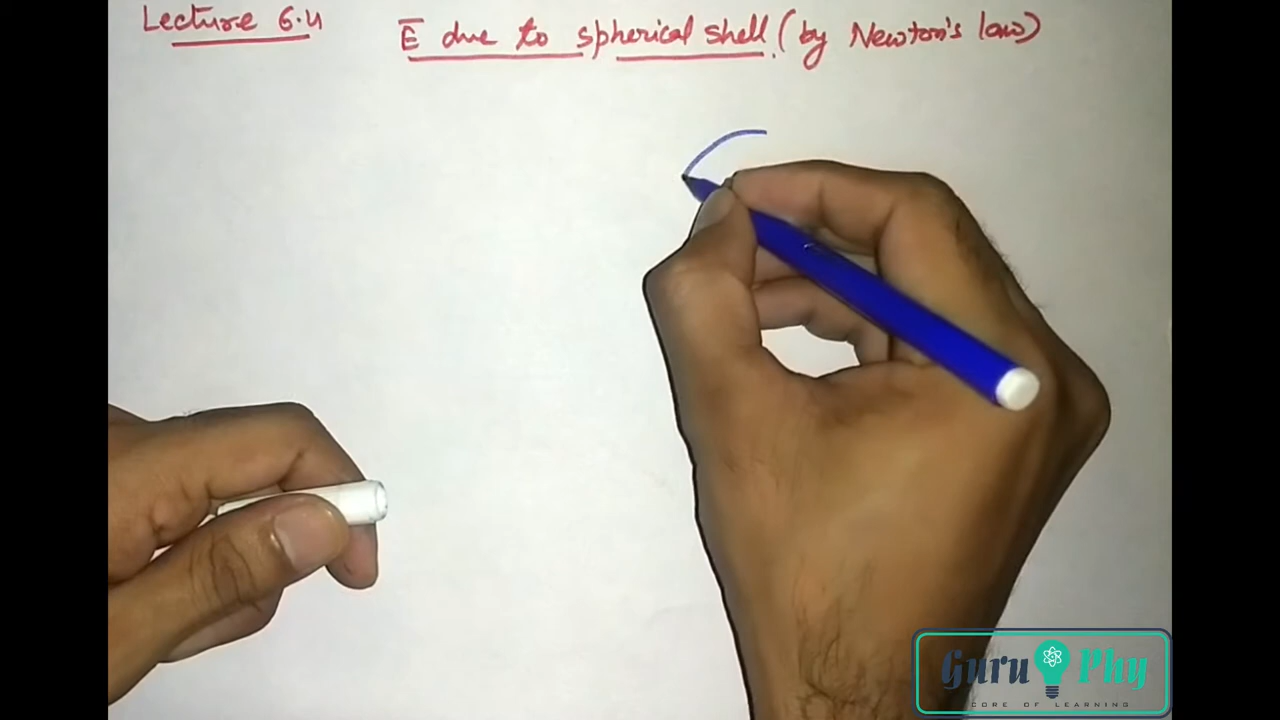 Lecture 6.4
E̅ due to spherical shell. (by Newton's law)
Guru Phy
CORE OF LEARNING